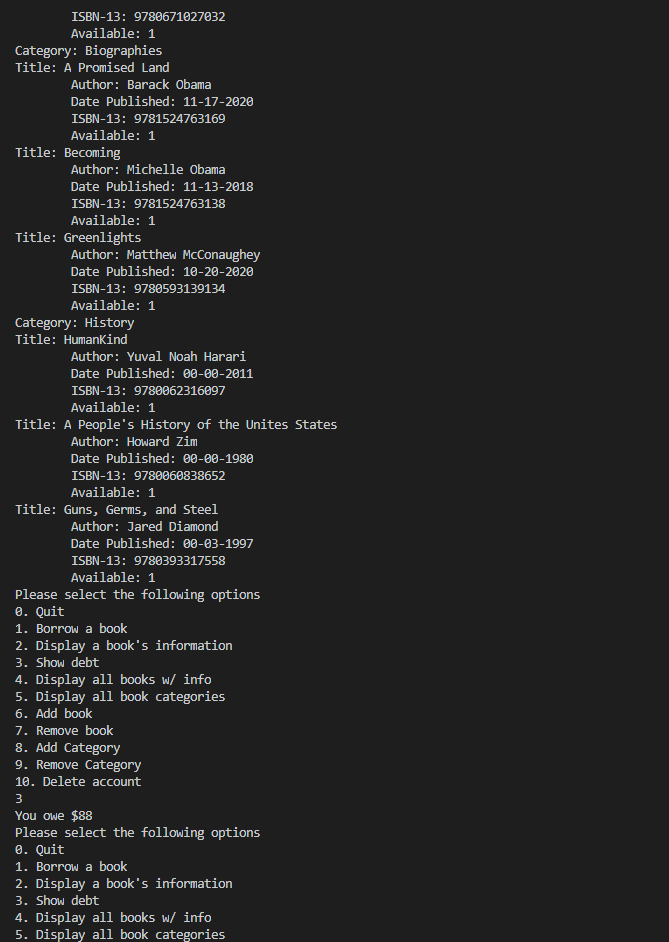 ISBN-13: 9780671027032
Available: 1
Category: Biographies
Title: A Promised Land
Author: Barack Obama
Date Published: 11-17-2020
ISBN-13: 9781524763169
Available: 1
Title: Becoming
Author: Michelle Obama
Date Published: 11-13-2018
ISBN-13: 9781524763138
Available: 1
Title: Greenlights
Author: Matthew McConaughey
Date Published: 10-20-2020
ISBN-13: 9780593139134
Available: 1
Category: History
Title: HumanKind
Author: Yuval Noah Harari
Date Published: 00-00-2011
ISBN-13: 9780062316097
Available: 1
Title: A People's History of the Unites States
Author: Howard Zim
Date Published: 00-00-1980
ISBN-13: 9780060838652
Available: 1
Title: Guns, Germs, and Steel
Author: Jared Diamond
Date Published: 00-03-1997
ISBN-13: 9780393317558
Available: 1
Please select the following options
0. Quit
1. Borrow a book
2. Display a book's information
3. Show debt
4. Display all books w/ info
5. Display all book categories
6. Add book
7. Remove book
8. Add Category
9. Remove Category
10. Delete account
3
You owe $88
Please select the following options
0. Quit
1. Borrow a book
2. Display a book's information
3. Show debt
4. Display all books w/ info
5. Display all book categories